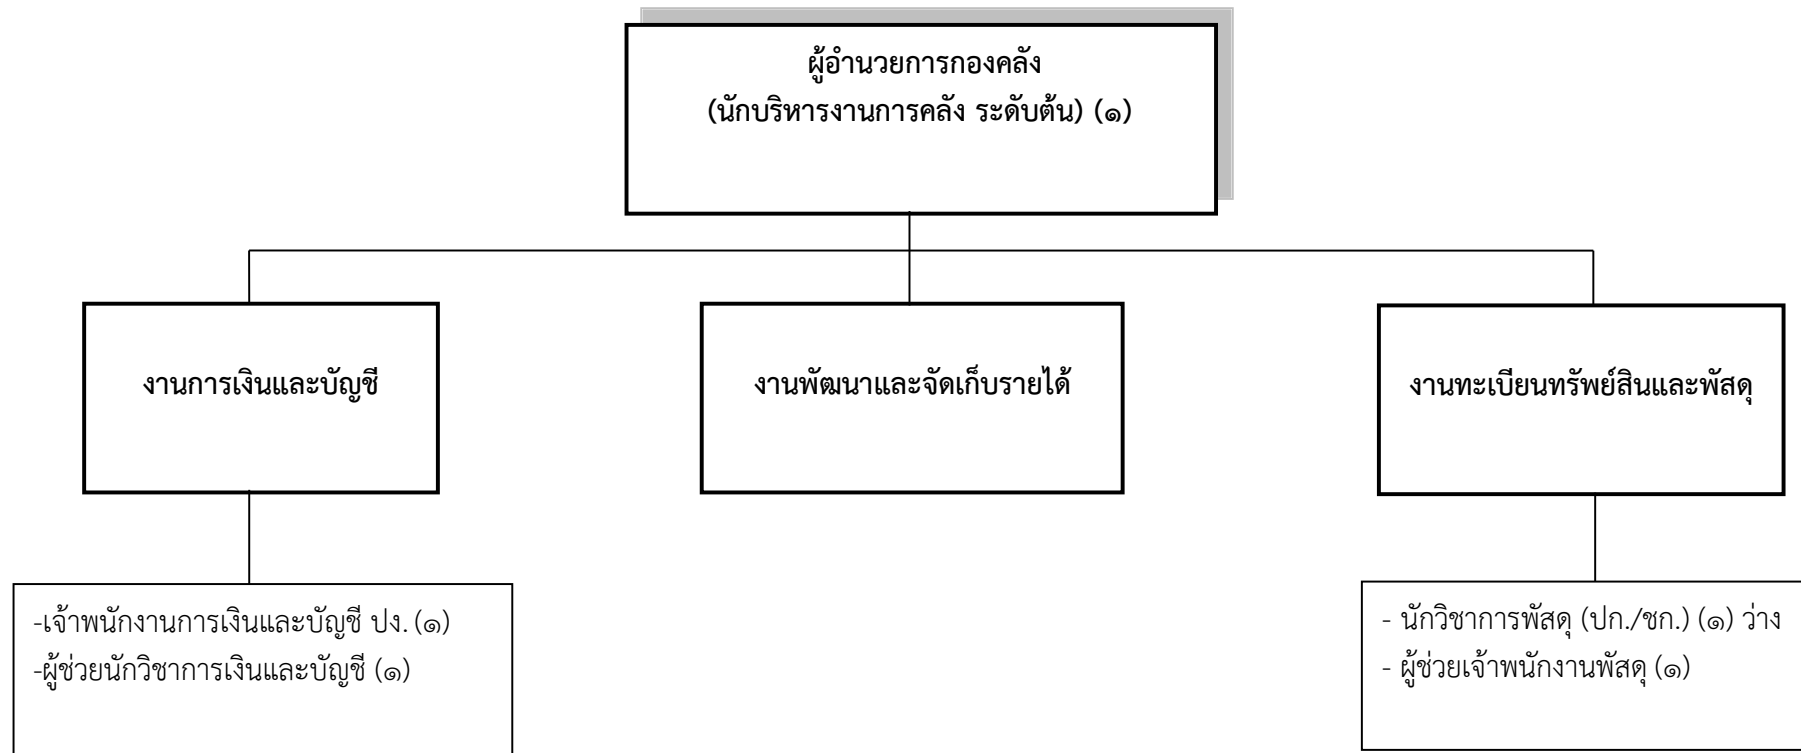 ผู้อำนวยการกองคลัง
(นักบริหารงานการคลัง ระดับต้น) (๑)
งานการเงินและบัญชี
งานพัฒนาและจัดเก็บรายได้
งานทะเบียนทรัพย์สินและพัสดุ
-เจ้าพนักงานการเงินและบัญชี ปง. (๑)
-ผู้ช่วยนักวิชาการเงินและบัญชี (๑)
- นักวิชาการพัสดุ (ปก./ชก.) (๑) ว่าง
- ผู้ช่วยเจ้าพนักงานพัสดุ (๑)